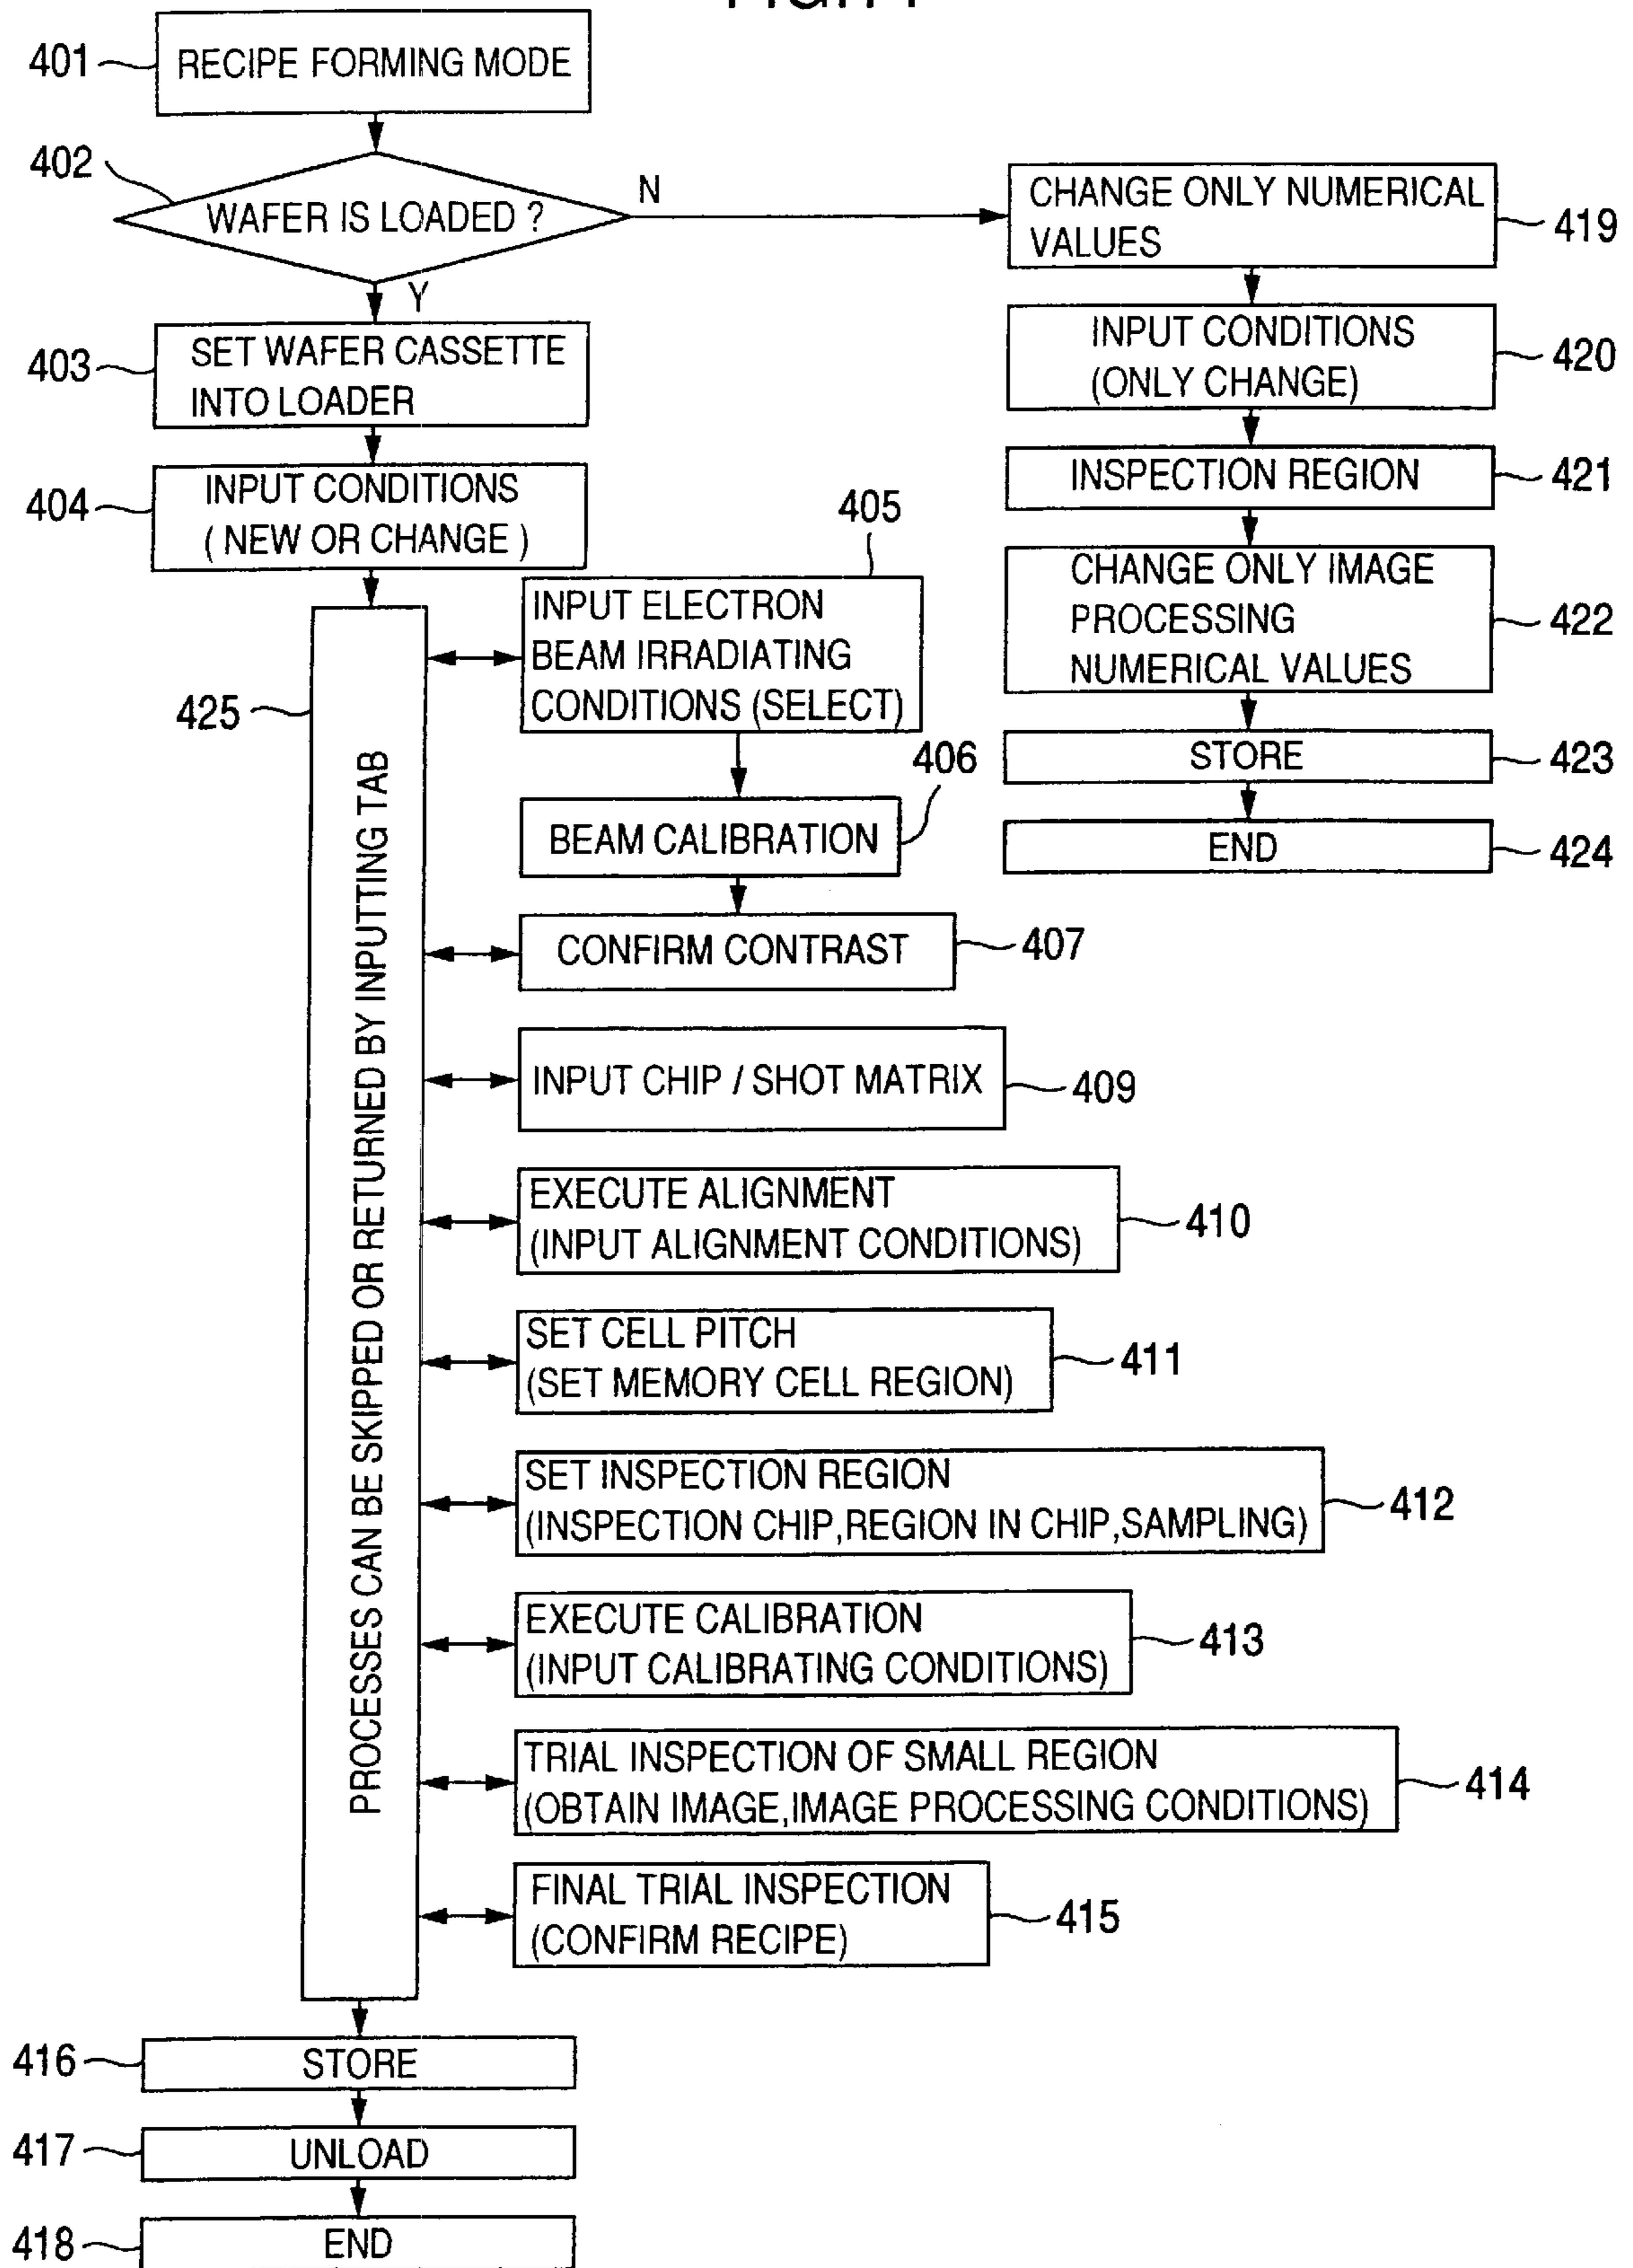 401
RECIPE FORMING MODE
402
WAFER IS LOADED ?
N
Y
CHANGE ONLY NUMERICAL
VALUES
419
403
SET WAFER CASSETTE
INTO LOADER
INPUT CONDITIONS
(ONLY CHANGE)
420
404
INPUT CONDITIONS
( NEW OR CHANGE )
INSPECTION REGION
421
405
INPUT ELECTRON
BEAM IRRADIATING
CONDITIONS (SELECT)
CHANGE ONLY IMAGE
PROCESSING
NUMERICAL VALUES
422
425
PROCESSES CAN BE SKIPPED OR RETURNED BY INPUTTING TAB
STORE
423
406
BEAM CALIBRATION
END
424
CONFIRM CONTRAST
407
INPUT CHIP / SHOT MATRIX
409
EXECUTE ALIGNMENT
(INPUT ALIGNMENT CONDITIONS)
410
SET CELL PITCH
(SET MEMORY CELL REGION)
411
SET INSPECTION REGION
(INSPECTION CHIP,REGION IN CHIP,SAMPLING)
412
EXECUTE CALIBRATION
(INPUT CALIBRATING CONDITIONS)
413
TRIAL INSPECTION OF SMALL REGION
(OBTAIN IMAGE,IMAGE PROCESSING CONDITIONS)
414
FINAL TRIAL INSPECTION
(CONFIRM RECIPE)
415
416
STORE
417
UNLOAD
418
END